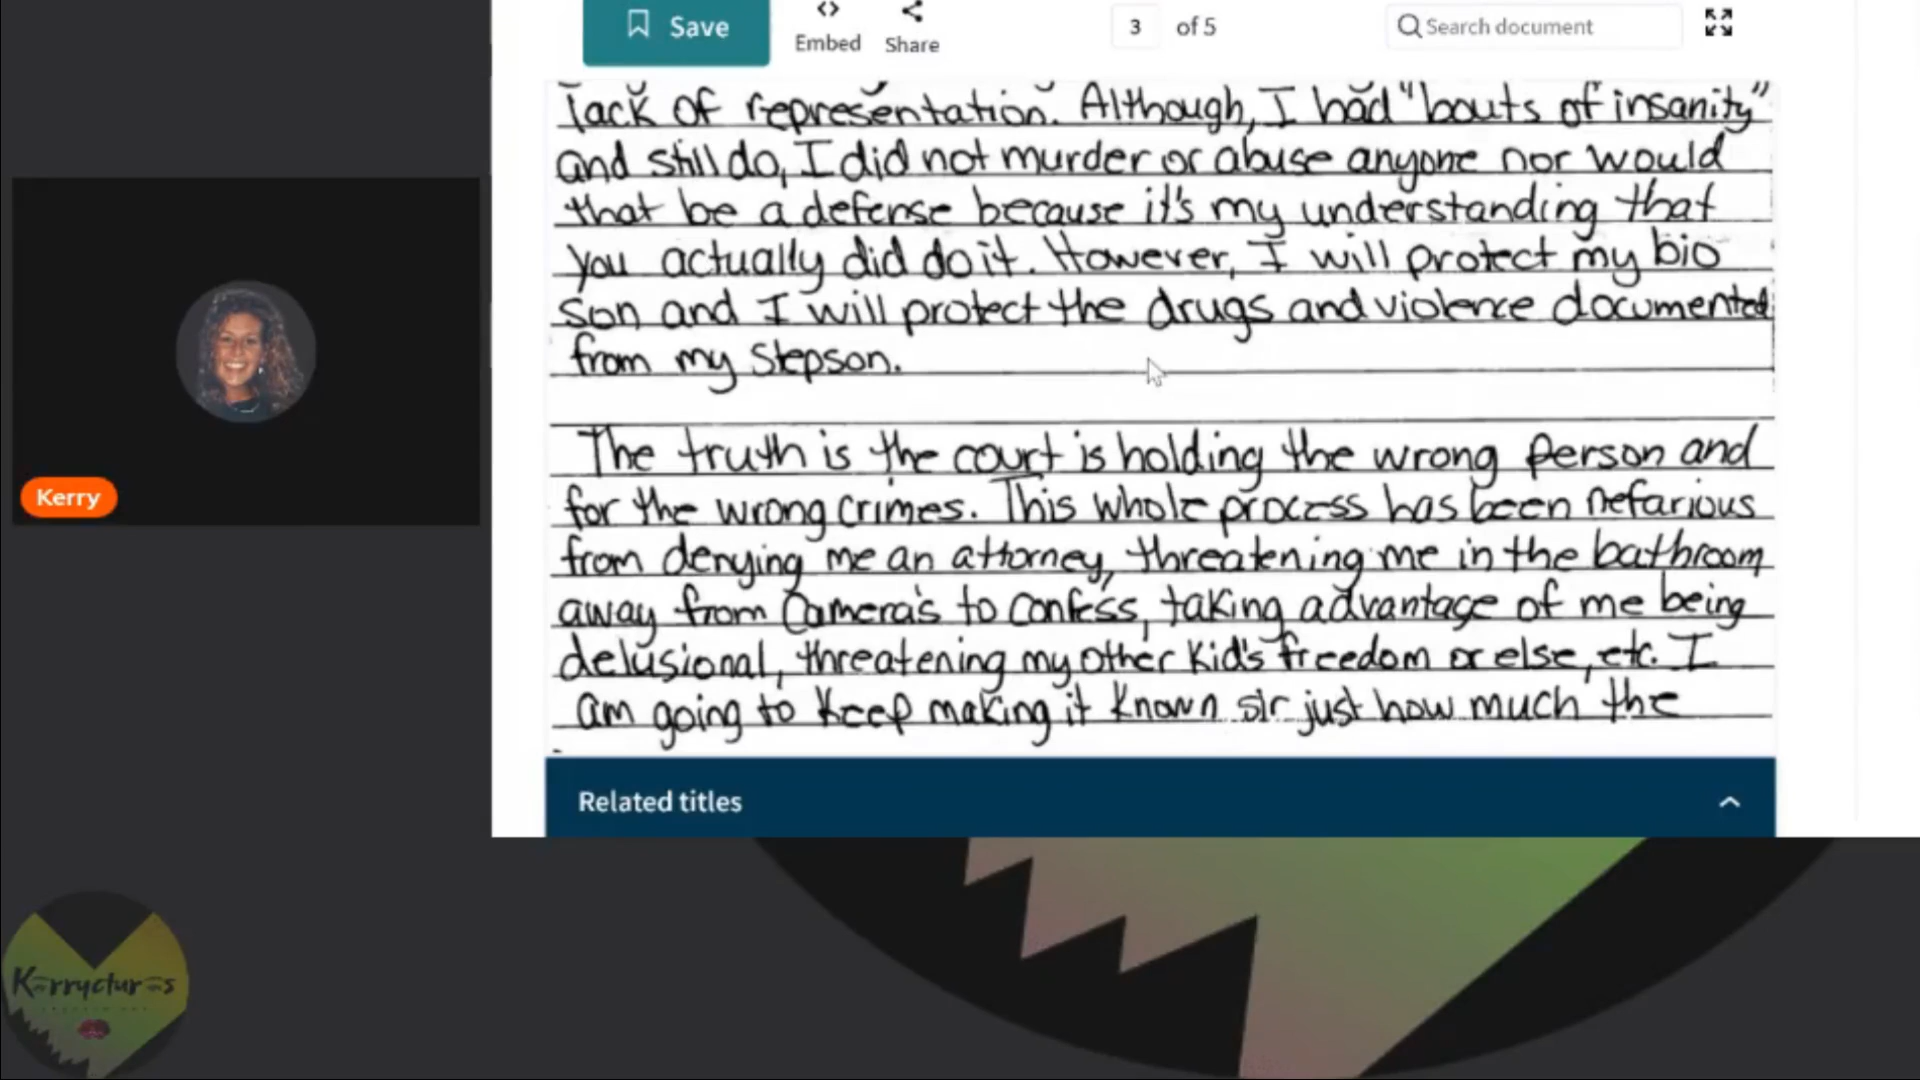 Save
Embed
Share
3 of 5
Search document
lack of representation. Although, I had "bouts of insanity"
and still do, I did not murder or abuse anyone nor would
that be a defense because it's my understanding that
you actually did do it. However, I will protect my bio
son and I will protect the drugs and violence documented
from my stepson.
The truth is the court is holding the wrong person and
for the wrong crimes. This whole process has been nefarious
from denying me an attorney, threatening me in the bathroom
away from Camera's to confess, taking advantage of me being
delusional, threatening my other kid's freedom or else, etc. I
am going to keep making it known sir just how much the
Related titles
Kerry
Kerryctures